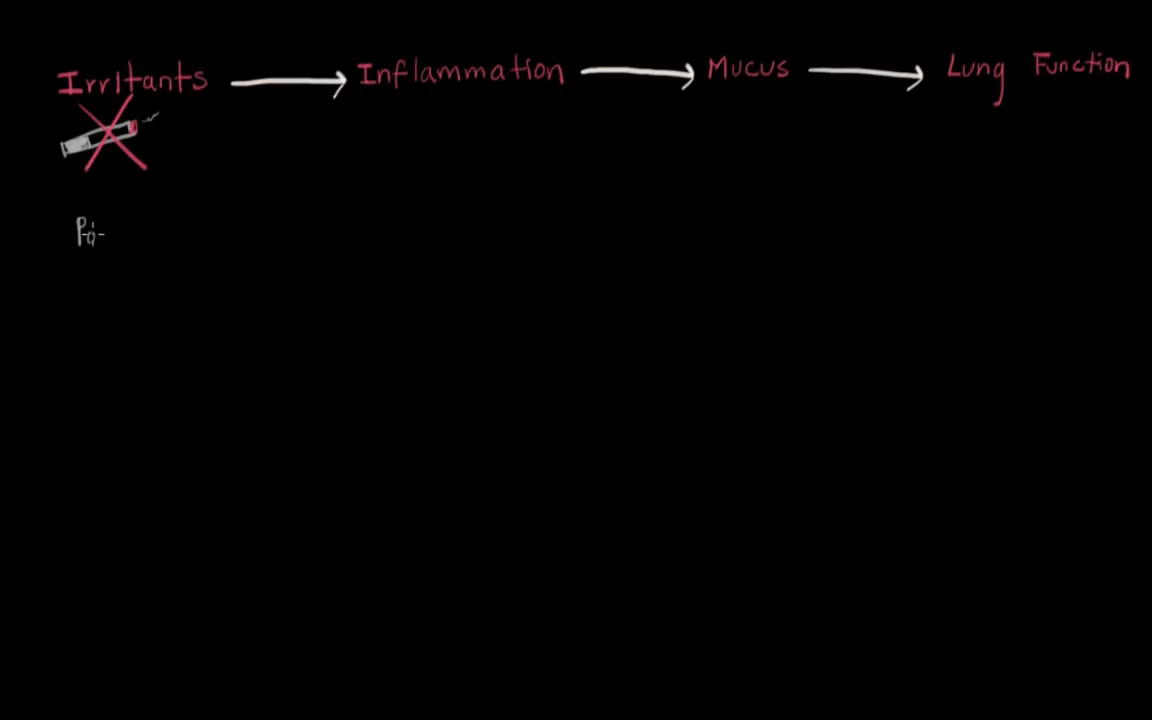 Irritants → Inflammation → Mucus → Lung Function